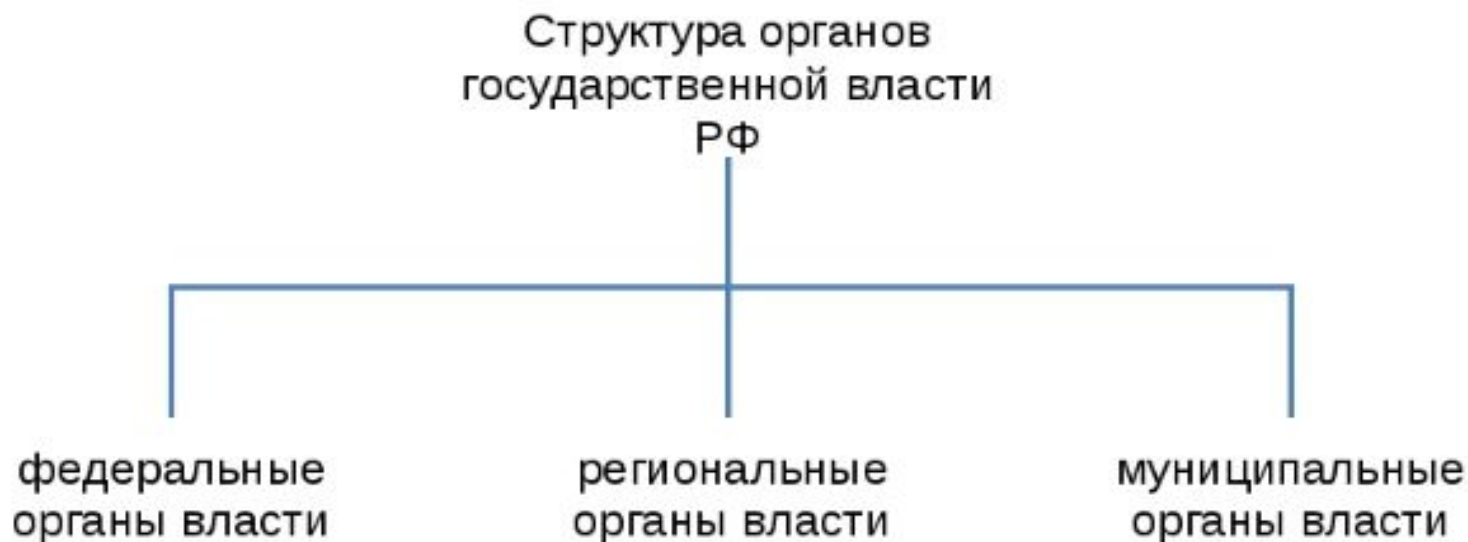 Структура органов
государственной власти
РФ
федеральные
органы власти
региональные
органы власти
муниципальные
органы власти